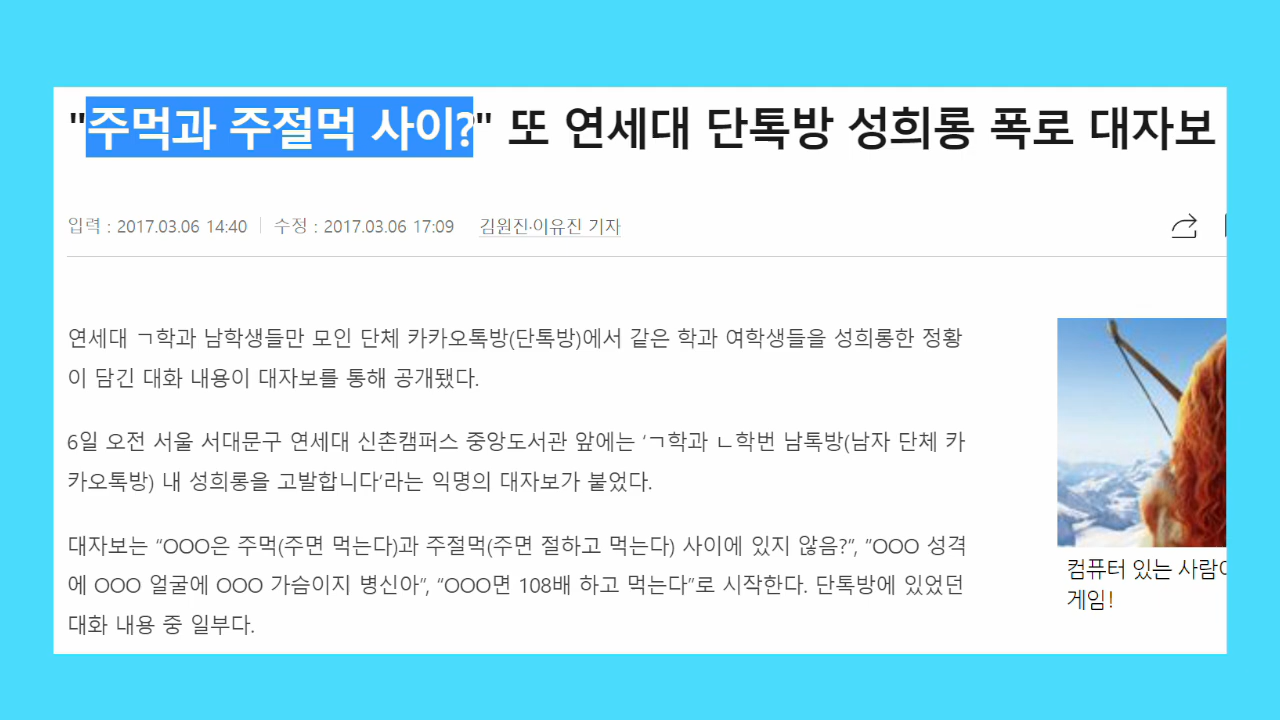 "주먹과 주절먹 사이?" 또 연세대 단톡방 성희롱 폭로 대자보
입력 : 2017.03.06 14:40 수정 : 2017.03.06 17:09 김원진·이유진 기자
연세대 ㄱ학과 남학생들만 모인 단체 카카오톡방(단톡방)에서 같은 학과 여학생들을 성희롱한 정황
이 담긴 대화 내용이 대자보를 통해 공개됐다.
6일 오전 서울 서대문구 연세대 신촌캠퍼스 중앙도서관 앞에는 ‘ㄱ학과 ㄴ학번 남톡방(남자 단체 카
카오톡방) 내 성희롱을 고발합니다’라는 익명의 대자보가 붙었다.
대자보는 “OOO은 주먹(주면 먹는다)과 주절먹(주면 절하고 먹는다) 사이에 있지 않음?”, “OOO 성격
에 OOO 얼굴에 OOO 가슴이지 병신아”, “OOO면 108배 하고 먹는다”로 시작한다. 단톡방에 있었던
대화 내용 중 일부다.
컴퓨터 있는 사람
게임!